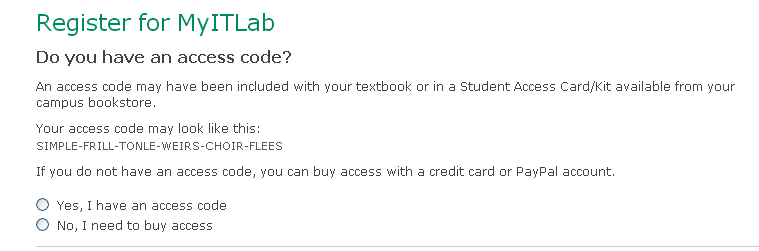 Register for MyITLab
Do you have an access code?
An access code may have been included with your textbook or in a Student Access Card/Kit available from your
campus bookstore.
Your access code may look like this:
SIMPLE-FRILL-TONLE-WEIRS-CHOIR-FLEES
If you do not have an access code, you can buy access with a credit card or PayPal account.
Yes, I have an access code
No, I need to buy access